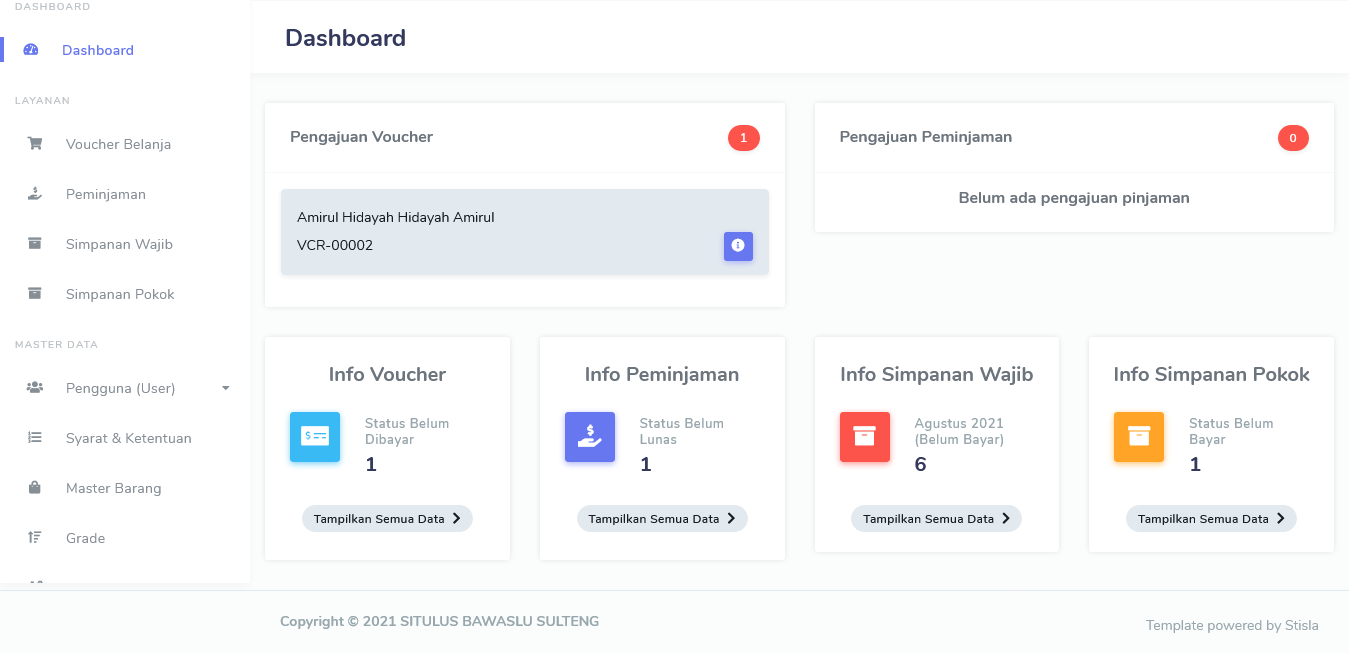 DASHBOARD
Dashboard
LAYANAN
Voucher Belanja
Peminjaman
Simpanan Wajib
Simpanan Pokok
MASTER DATA
Pengguna (User)
Syarat & Ketentuan
Master Barang
Grade
Dashboard
Pengajuan Voucher
1
Amirul Hidayah Hidayah Amirul
VCR-00002
Pengajuan Peminjaman
0
Belum ada pengajuan pinjaman
Info Voucher
Status Belum
Dibayar
1
Tampilkan Semua Data
Info Peminjaman
Status Belum
Lunas
1
Tampilkan Semua Data
Info Simpanan Wajib
Agustus 2021
(Belum Bayar)
6
Tampilkan Semua Data
Info Simpanan Pokok
Status Belum
Bayar
1
Tampilkan Semua Data
Copyright © 2021 SITULUS BAWASLU SULTENG
Template powered by Stisla